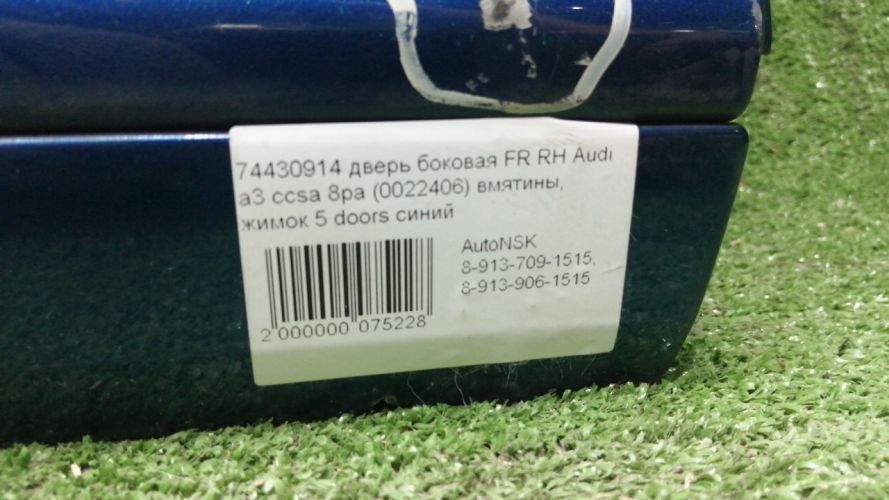 74430914 дверь боковая FR RH Audi
a3 ccsa 8pa (0022406) вмятины,
жимок 5 doors синий
AutoNSK
8-913-709-1515,
8-913-906-1515
2 000000 075228